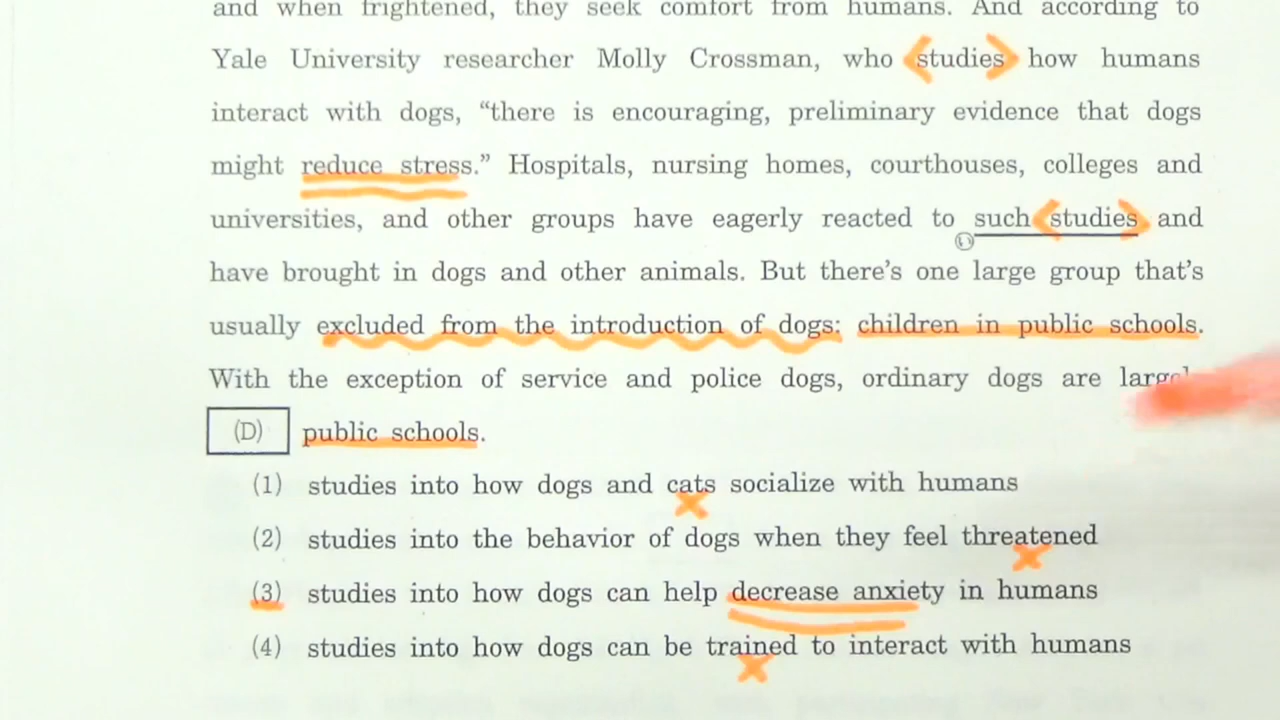 and when frightened, they seek comfort from humans. And according to
Yale University researcher Molly Crossman, who studies how humans
interact with dogs, “there is encouraging, preliminary evidence that dogs
might reduce stress.” Hospitals, nursing homes, courthouses, colleges and
universities, and other groups have eagerly reacted to such studies and
have brought in dogs and other animals. But there’s one large group that’s
usually excluded from the introduction of dogs: children in public schools.
With the exception of service and police dogs, ordinary dogs are
(D) public schools.
(1) studies into how dogs and cats socialize with humans
(2) studies into the behavior of dogs when they feel threatened
(3) studies into how dogs can help decrease anxiety in humans
(4) studies into how dogs can be trained to interact with humans